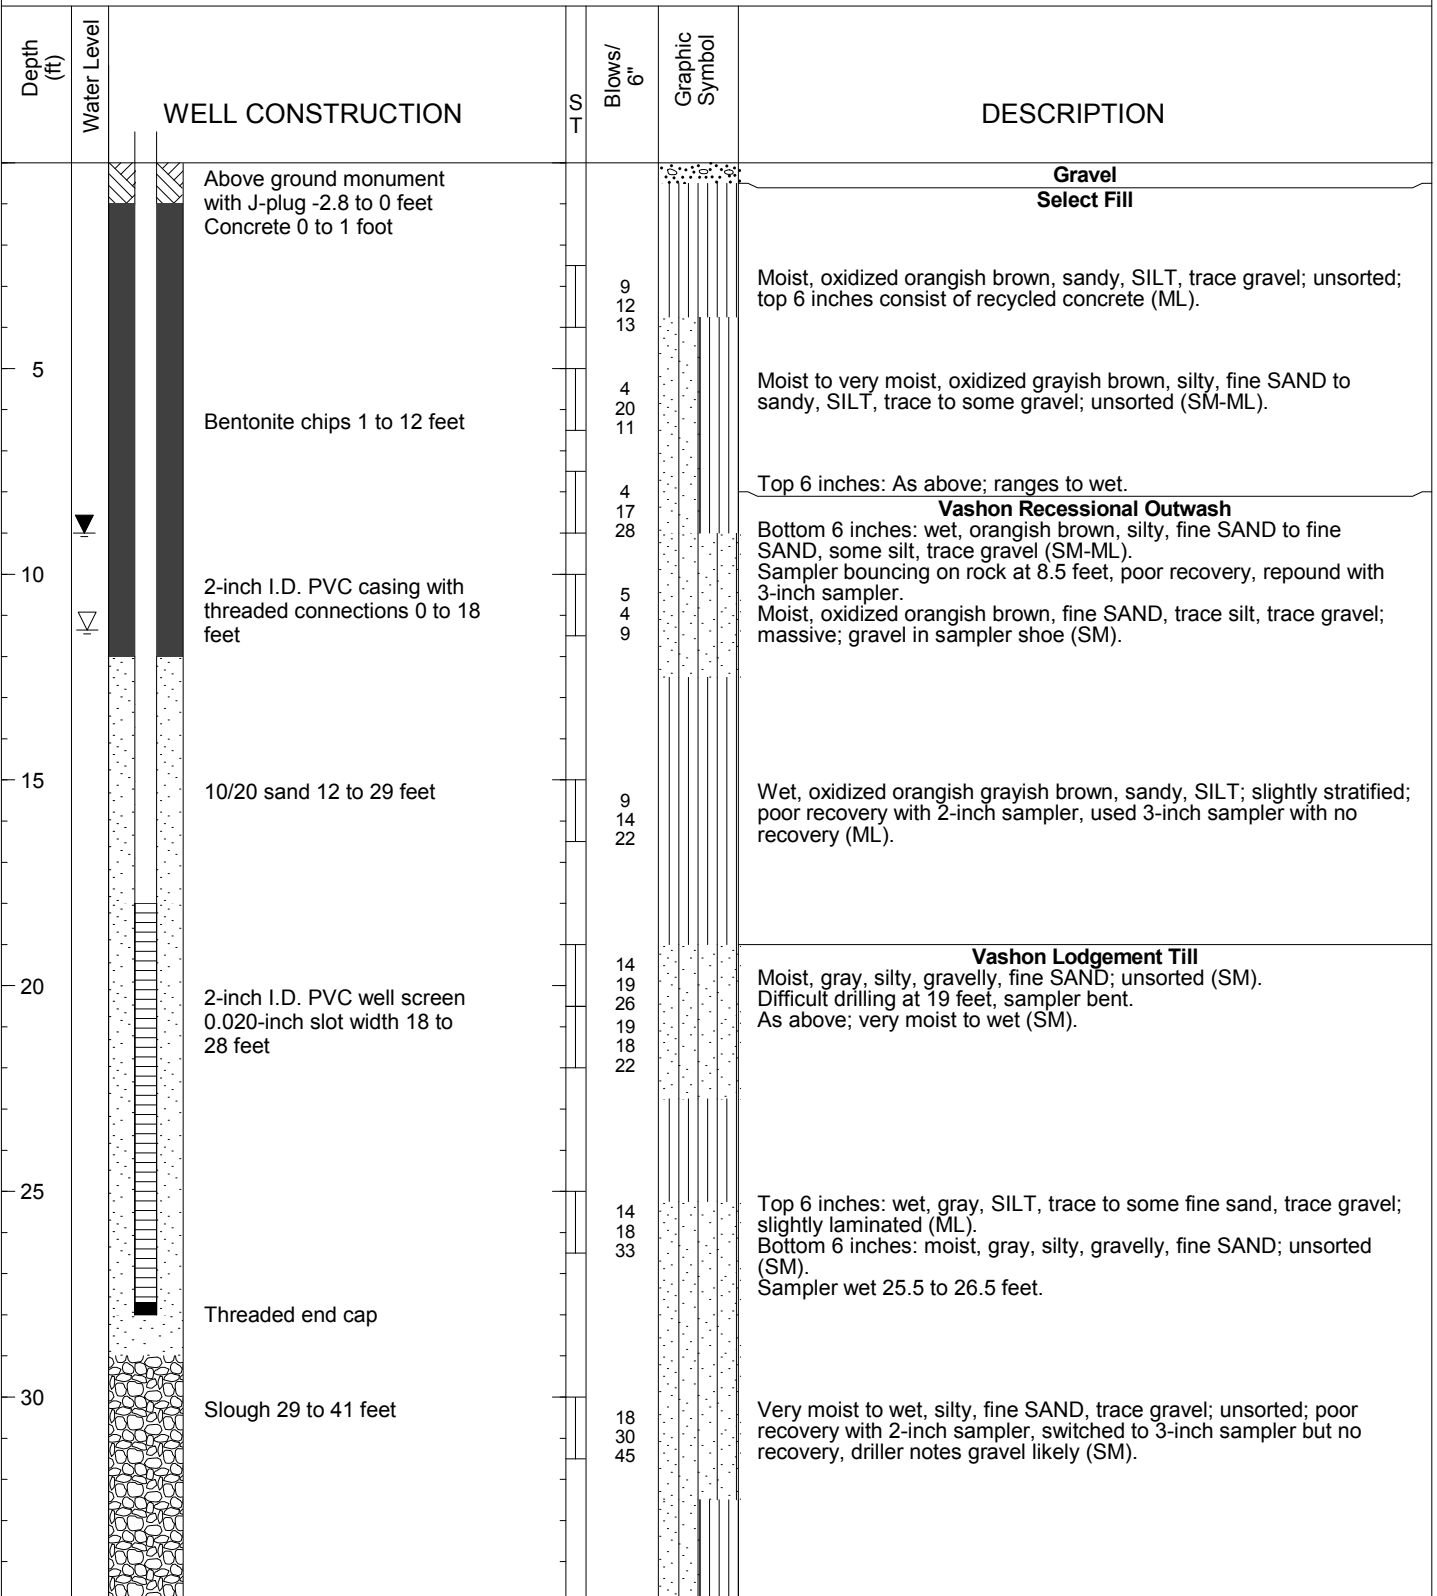 Depth
(ft)
Water Level
WELL CONSTRUCTION
S
T
Blows/
6"
Graphic
Symbol
DESCRIPTION
Above ground monument
with J-plug -2.8 to 0 feet
Concrete 0 to 1 foot
Gravel
Select Fill
9
12
13
Moist, oxidized orangish brown, sandy, SILT, trace gravel; unsorted;
top 6 inches consist of recycled concrete (ML).
5
Bentonite chips 1 to 12 feet
4
20
11
Moist to very moist, oxidized grayish brown, silty, fine SAND to
sandy, SILT, trace to some gravel; unsorted (SM-ML).
4
17
28
Top 6 inches: As above; ranges to wet.
Vashon Recessional Outwash
Bottom 6 inches: wet, orangish brown, silty, fine SAND to fine
SAND, some silt, trace gravel (SM-ML).
Sampler bouncing on rock at 8.5 feet, poor recovery, repound with
3-inch sampler.
10
2-inch I.D. PVC casing with
threaded connections 0 to 18
feet
5
4
9
Moist, oxidized orangish brown, fine SAND, trace silt, trace gravel;
massive; gravel in sampler shoe (SM).
15
10/20 sand 12 to 29 feet
9
14
22
Wet, oxidized orangish grayish brown, sandy, SILT; slightly stratified;
poor recovery with 2-inch sampler, used 3-inch sampler with no
recovery (ML).
Vashon Lodgement Till
20
2-inch I.D. PVC well screen
0.020-inch slot width 18 to
28 feet
14
19
26
19
18
22
Moist, gray, silty, gravelly, fine SAND; unsorted (SM).
Difficult drilling at 19 feet, sampler bent.
As above; very moist to wet (SM).
25
14
18
33
Top 6 inches: wet, gray, SILT, trace to some fine sand, trace gravel;
slightly laminated (ML).
Bottom 6 inches: moist, gray, silty, gravelly, fine SAND; unsorted
(SM).
Sampler wet 25.5 to 26.5 feet.
Threaded end cap
30
Slough 29 to 41 feet
18
30
45
Very moist to wet, silty, fine SAND, trace gravel; unsorted; poor
recovery with 2-inch sampler, switched to 3-inch sampler but no
recovery, driller notes gravel likely (SM).